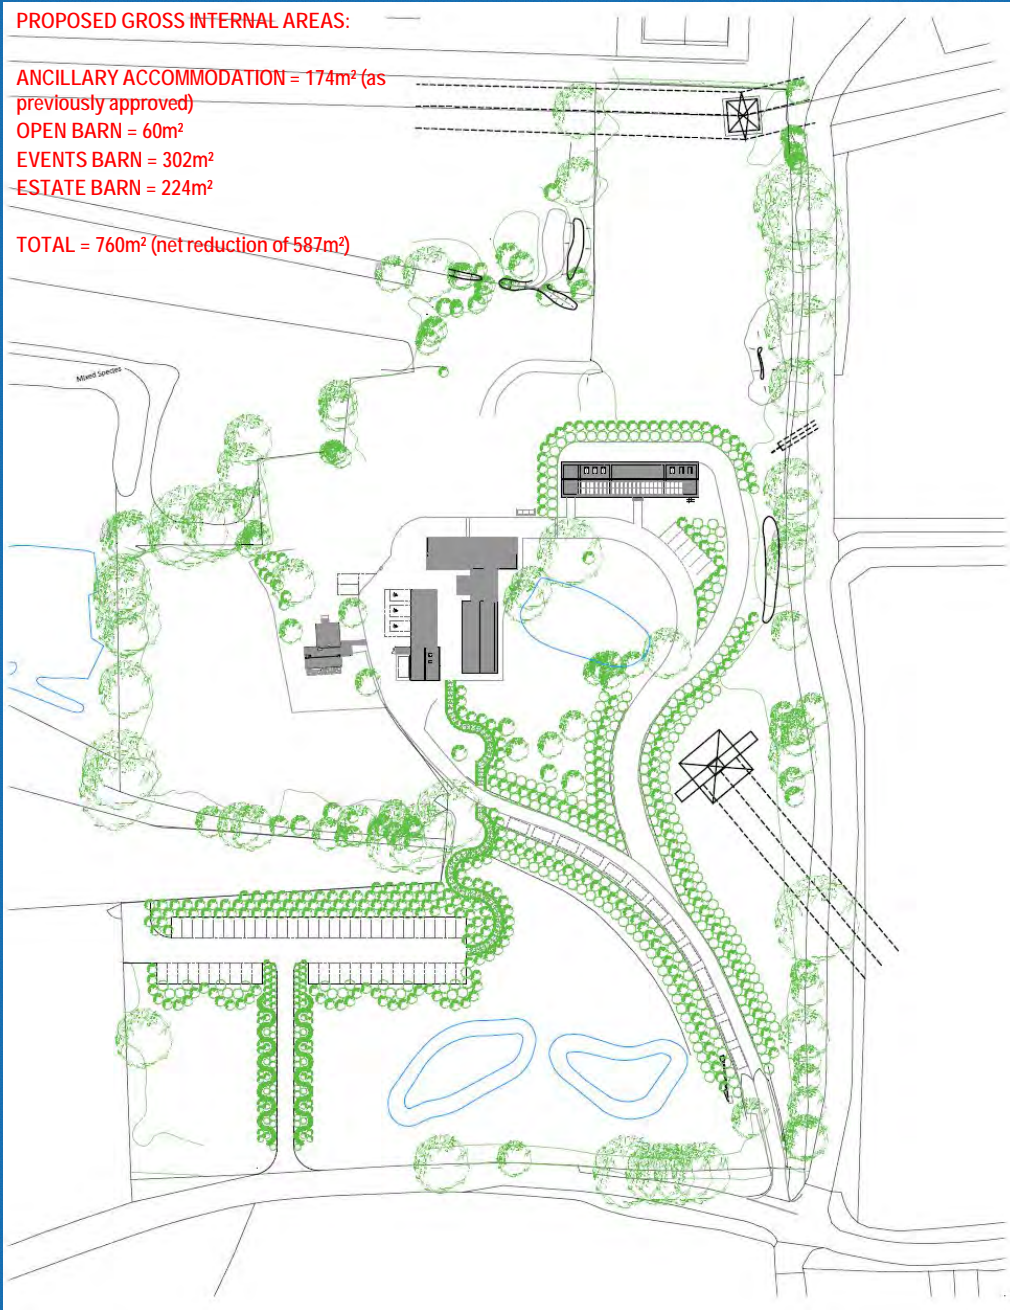 PROPOSED GROSS INTERNAL AREAS:
ANCILLARY ACCOMMODATION = 174m² (as
previously approved)
OPEN BARN = 60m²
EVENTS BARN = 302m²
ESTATE BARN = 224m²
TOTAL = 760m² (net reduction of 587m²)
Mixed Species